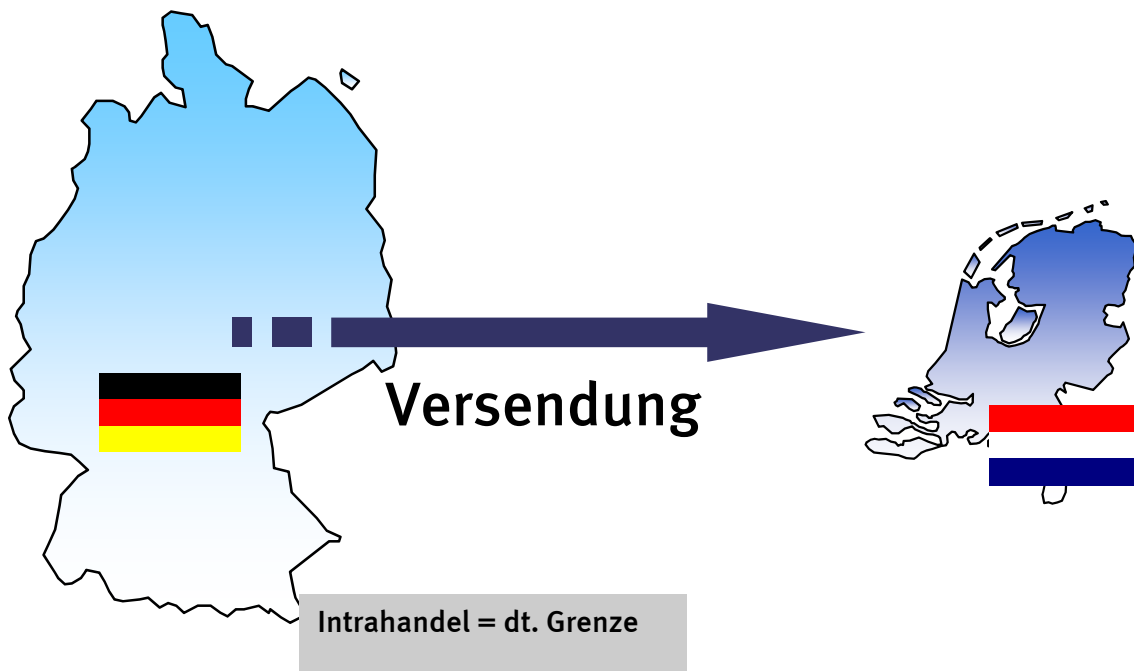 Versendung
Intrahandel = dt. Grenze